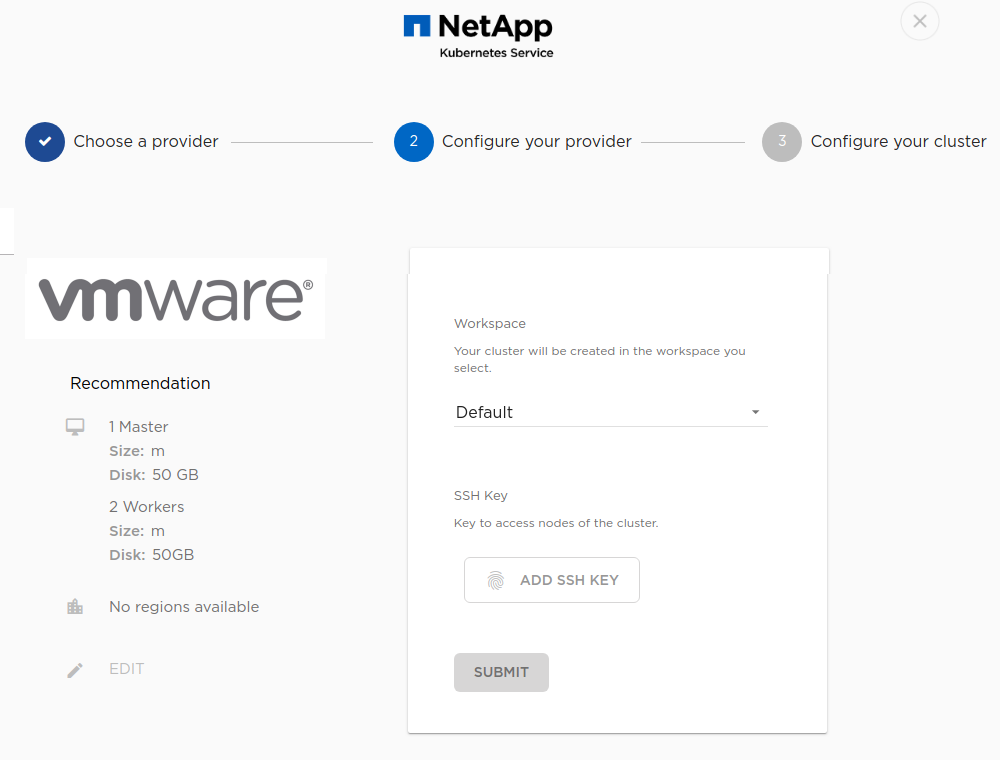 NetApp
Kubernetes Service
Choose a provider
2 Configure your provider
3 Configure your cluster
vmware®
Recommendation
1 Master
Size: m
Disk: 50 GB
2 Workers
Size: m
Disk: 50GB
No regions available
EDIT
Workspace
Your cluster will be created in the workspace you
select.
Default
SSH Key
Key to access nodes of the cluster.
ADD SSH KEY
SUBMIT